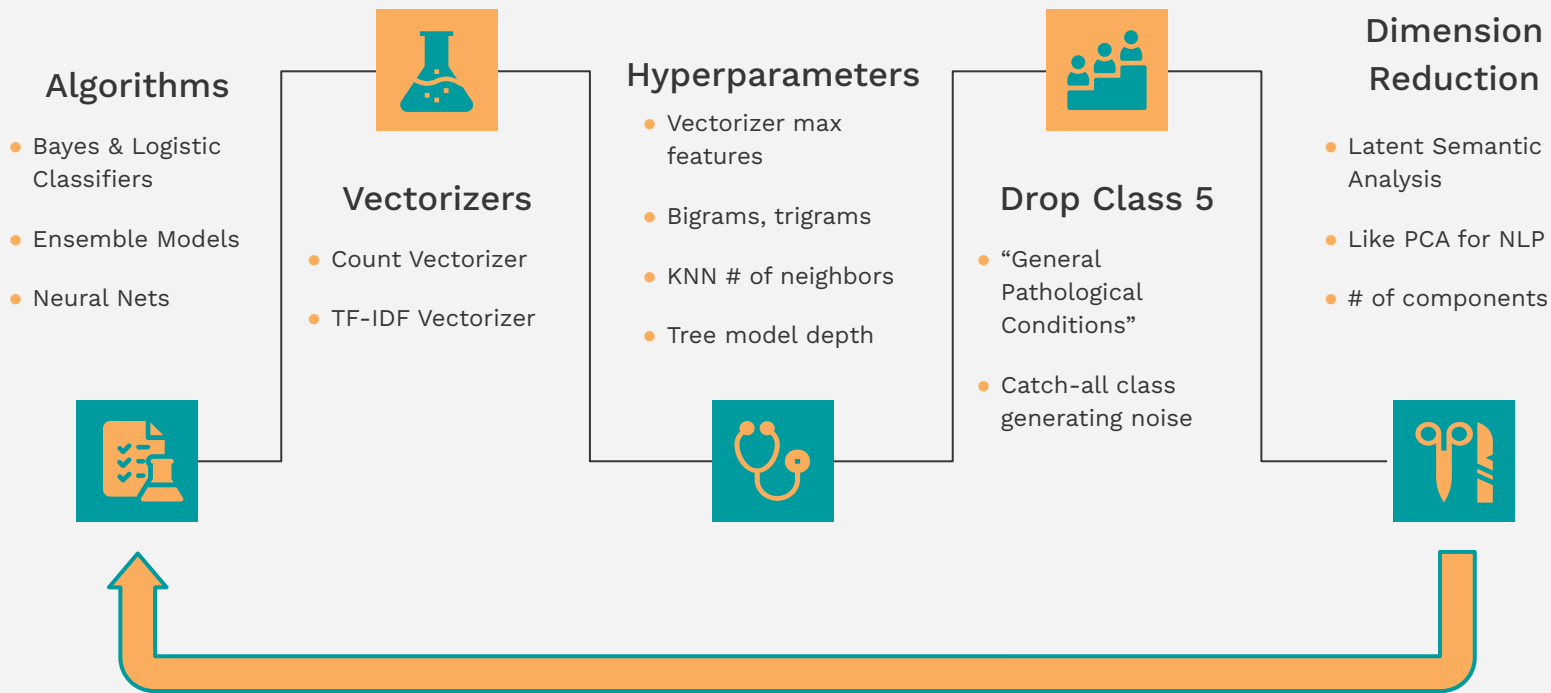 Algorithms
Bayes & Logistic
Classifiers
Ensemble Models
Neural Nets
Vectorizers
Count Vectorizer
TF-IDF Vectorizer
Hyperparameters
Vectorizer max
features
Bigrams, trigrams
KNN # of neighbors
Tree model depth
Drop Class 5
“General
Pathological
Conditions”
Catch-all class
generating noise
Dimension
Reduction
Latent Semantic
Analysis
Like PCA for NLP
# of components